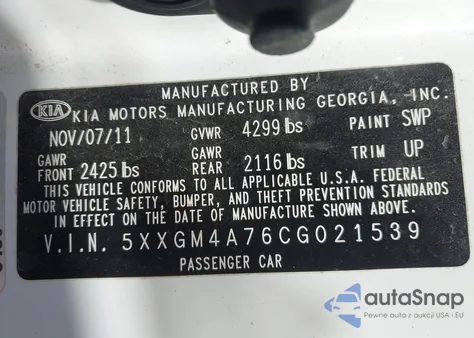 MANUFACTURED BY
KIA KIA MOTORS MANUFACTURING GEORGIA, INC.
NOV/07/11 GVWR 4299 lbs PAINT SWP
GAWR FRONT 2425 lbs GAWR REAR 2116 lbs TRIM UP
THIS VEHICLE CONFORMS TO ALL APPLICABLE U.S.A. FEDERAL
MOTOR VEHICLE SAFETY, BUMPER, AND THEFT PREVENTION STANDARDS
IN EFFECT ON THE DATE OF MANUFACTURE SHOWN ABOVE.
V.I.N. 5XXGM4A76CG021539
PASSENGER CAR
autoSnap
Pewne auta z aukcji USA i EU